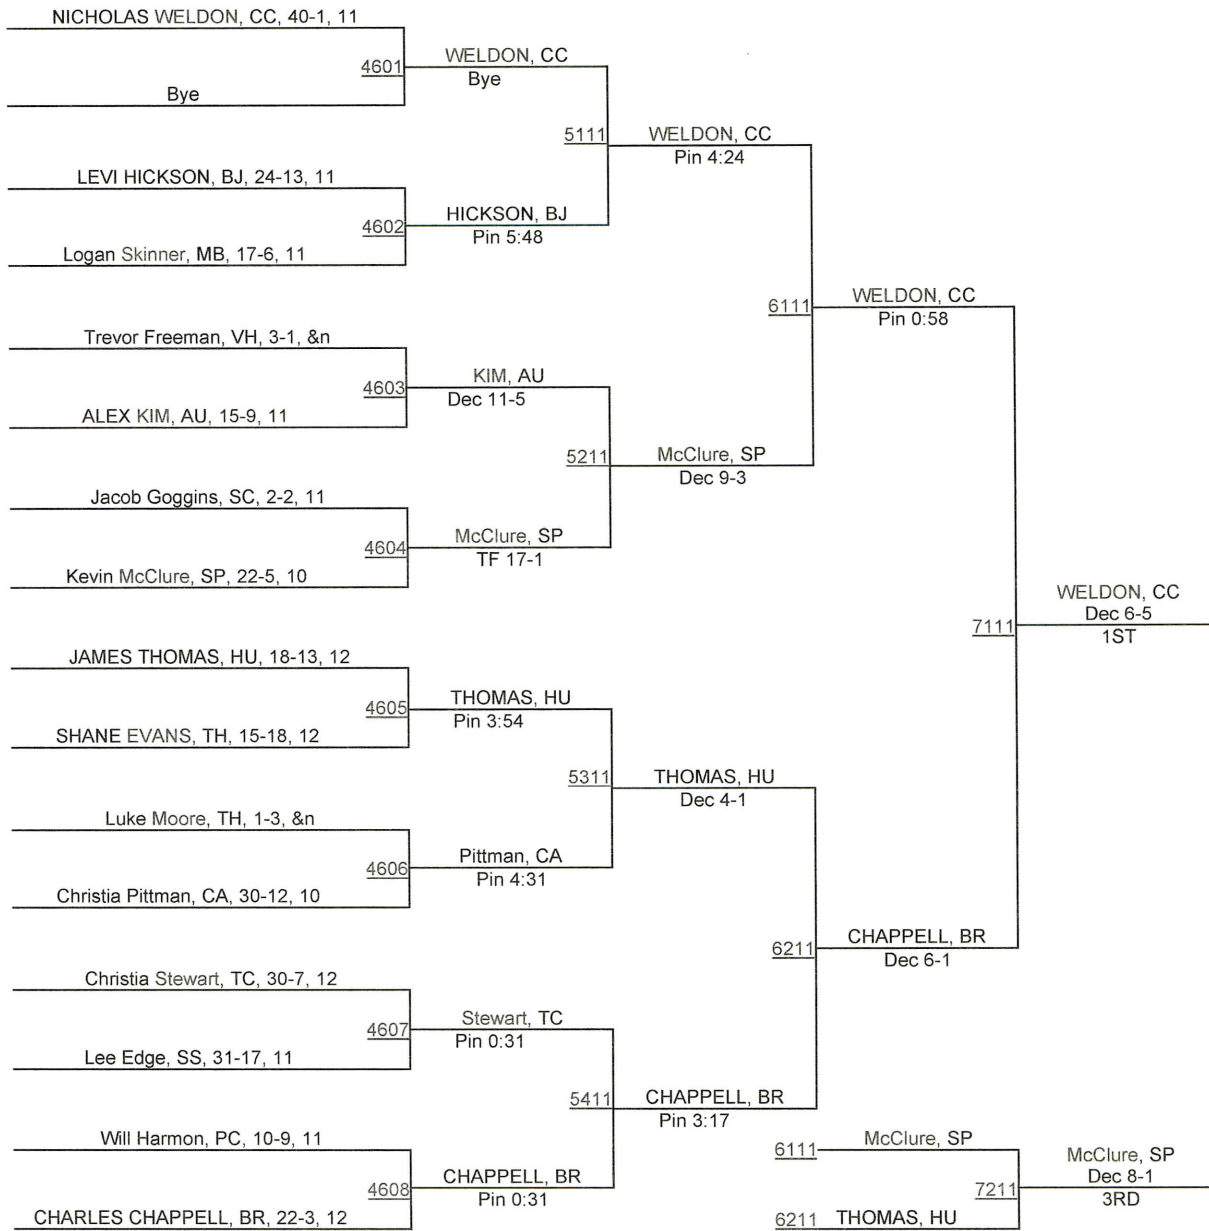 NICHOLAS WELDON, CC, 40-1, 11
4601
WELDON, CC
Bye
Bye
5111
WELDON, CC
Pin 4:24
LEVI HICKSON, BJ, 24-13, 11
4602
HICKSON, BJ
Pin 5:48
Logan Skinner, MB, 17-6, 11
6111
WELDON, CC
Pin 0:58
Trevor Freeman, VH, 3-1, &n
4603
KIM, AU
Dec 11-5
ALEX KIM, AU, 15-9, 11
5211
McClure, SP
Dec 9-3
Jacob Goggins, SC, 2-2, 11
4604
McClure, SP
TF 17-1
Kevin McClure, SP, 22-5, 10
7111
WELDON, CC
Dec 6-5
1ST
JAMES THOMAS, HU, 18-13, 12
4605
THOMAS, HU
Pin 3:54
SHANE EVANS, TH, 15-18, 12
5311
THOMAS, HU
Dec 4-1
Luke Moore, TH, 1-3, &n
4606
Pittman, CA
Pin 4:31
Christia Pittman, CA, 30-12, 10
6211
CHAPPELL, BR
Dec 6-1
Christia Stewart, TC, 30-7, 12
4607
Stewart, TC
Pin 0:31
Lee Edge, SS, 31-17, 11
5411
CHAPPELL, BR
Pin 3:17
Will Harmon, PC, 10-9, 11
4608
CHAPPELL, BR
Pin 0:31
CHARLES CHAPPELL, BR, 22-3, 12
6111
McClure, SP
7211
McClure, SP
Dec 8-1
3RD
6211
THOMAS, HU